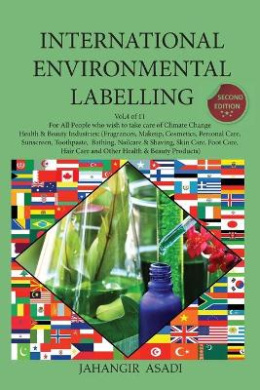 INTERNATIONAL
ENVIRONMENTAL
LABELLING
SECOND
EDITION
Vol.4 of 11
For All People who wish to take care of Climate Change
Health & Beauty Industries: (Fragrances, Makeup, Cosmetics, Personal Care,
Sunscreen, Toothpaste, Bathing, Nailcare & Shaving, Skin Care, Foot Care,
Hair Care and Other Health & Beauty Products)
JAHANGIR ASADI